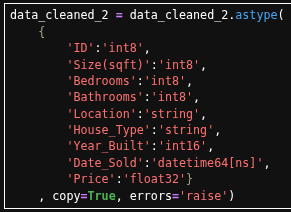 data_cleaned_2 = data_cleaned_2.astype(
{
'ID':'int8',
'Size(sqft)':'int8',
'Bedrooms':'int8',
'Bathrooms':'int8',
'Location':'string',
'House_Type':'string',
'Year_Built':'int16',
'Date_Sold':'datetime64[ns]',
'Price':'float32'}
, copy=True, errors='raise')